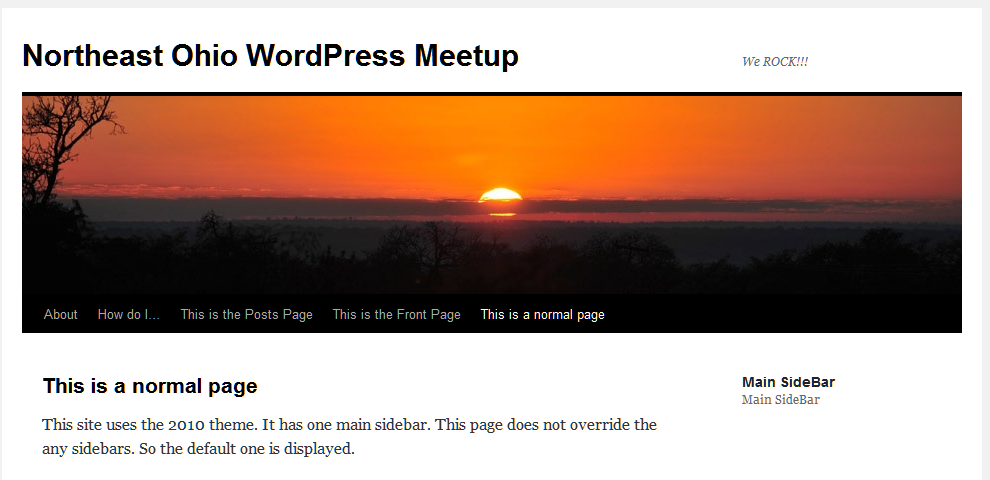 Northeast Ohio WordPress Meetup
We ROCK!!!
About How do I... This is the Posts Page This is the Front Page This is a normal page
This is a normal page
This site uses the 2010 theme. It has one main sidebar. This page does not override the
any sidebars. So the default one is displayed.
Main SideBar
Main SideBar